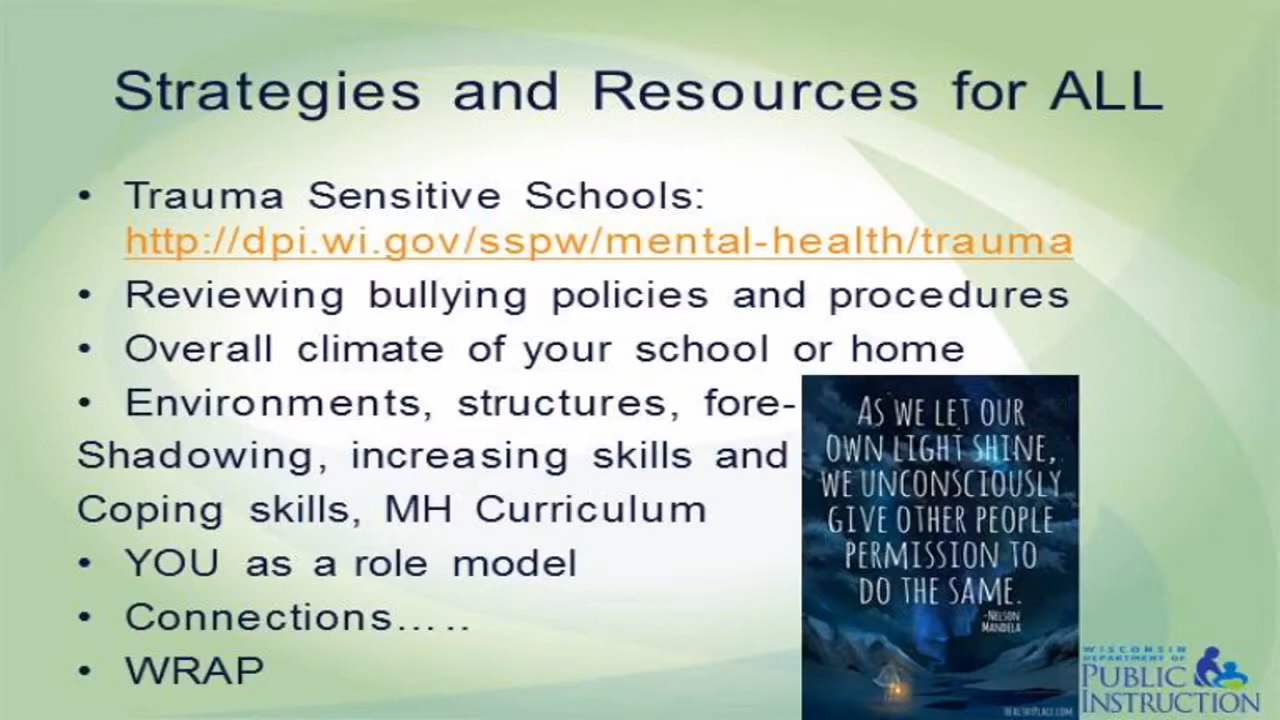 Strategies and Resources for ALL
• Trauma Sensitive Schools:
http://dpi.wi.gov/sspw/mental-health/trauma
• Reviewing bullying policies and procedures
• Overall climate of your school or home
• Environments, structures, fore-
Shadowing, increasing skills and
Coping skills, MH Curriculum
• YOU as a role model
• Connections…..
• WRAP
AS WE LET OUR
OWN LIGHT SHINE,
WE UNCONSCIOUSLY
GIVE OTHER PEOPLE
PERMISSION TO
DO THE SAME.
-NELSON
MANDELA
HEALTHYPLACE.COM
WISCONSIN
DEPARTMENT OF
PUBLIC
INSTRUCTION